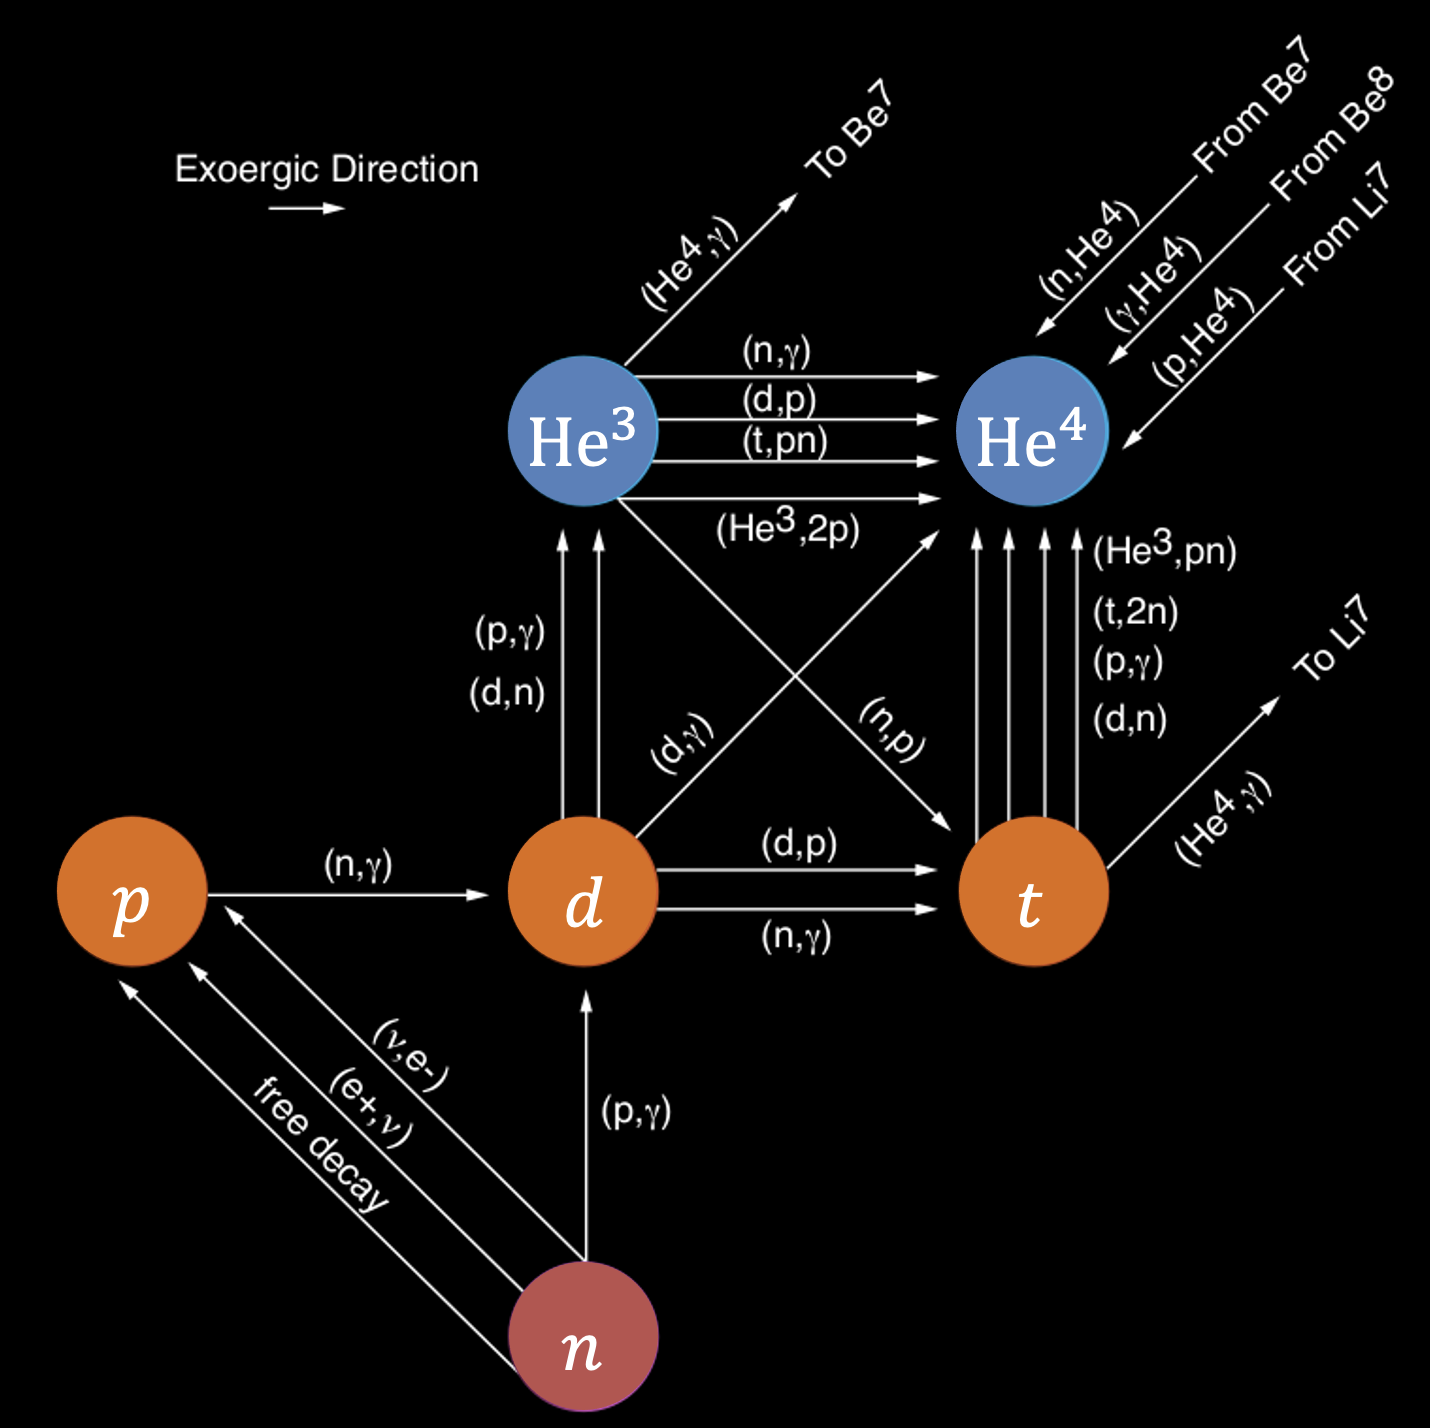 To Be⁷
From Be⁷
From Be⁸
From Li⁷
Exoergic Direction
(He⁴,γ)
(n,He⁴)
(γ,He⁴)
(p,He⁴)
(n,γ)
(d,p)
(t,pn)
(He³,2p)
He³
He⁴
(p,γ)
(d,n)
(d,γ)
(n,p)
(He³,pn)
(t,2n)
(p,γ)
(d,n)
To Li⁷
(He⁴,γ)
p
(n,γ)
d
(d,p)
(n,γ)
t
(ν,e-)
(e+,ν)
free decay
(p,γ)
n